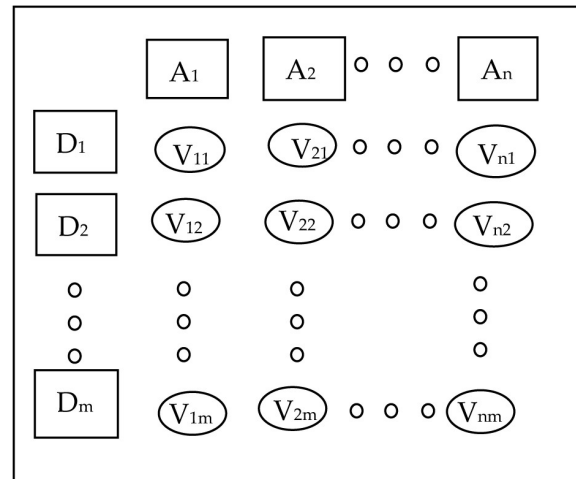 A₁ A₂ Aₙ
D₁ V₁₁ V₂₁ Vₙ₁
D₂ V₁₂ V₂₂ Vₙ₂
Dₘ V₁ₘ V₂ₘ Vₙₘ